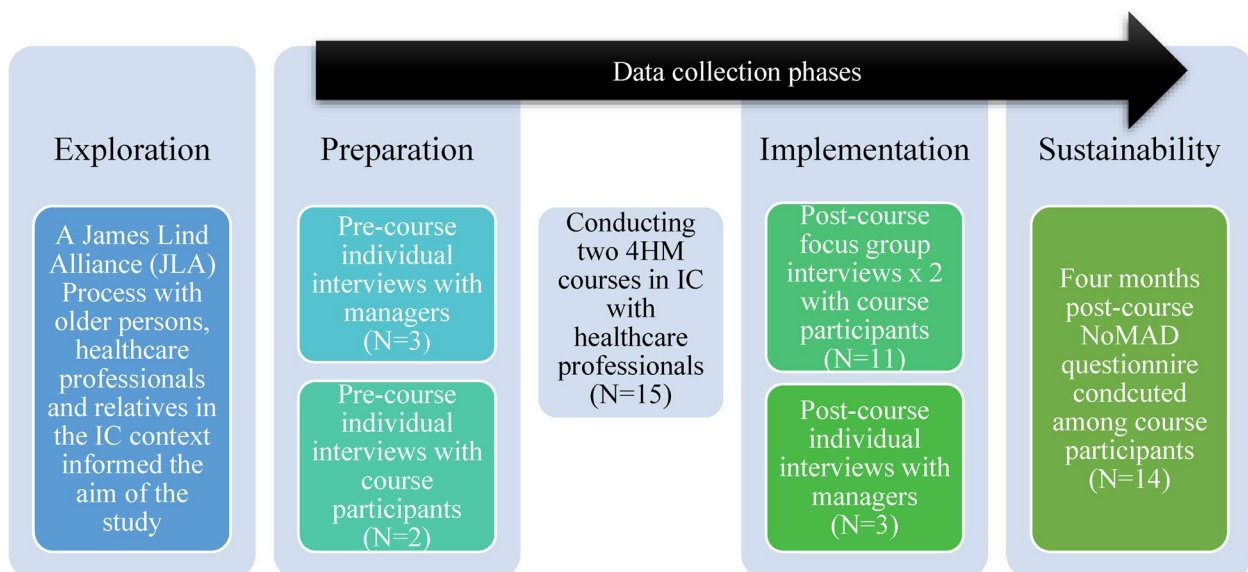 Data collection phases
Exploration
A James Lind
Alliance (JLA)
Process with
older persons,
healthcare
professionals
and relatives in
the IC context
informed the
aim of the
study
Preparation
Pre-course
individual
interviews with
managers
(N=3)
Pre-course
individual
interviews with
course
participants
(N=2)
Conducting
two 4HM
courses in IC
with
healthcare
professionals
(N=15)
Implementation
Post-course
focus group
interviews x 2
with course
participants
(N=11)
Post-course
individual
interviews with
managers
(N=3)
Sustainability
Four months
post-course
NoMAD
questionnire
condcuted
among course
participants
(N=14)